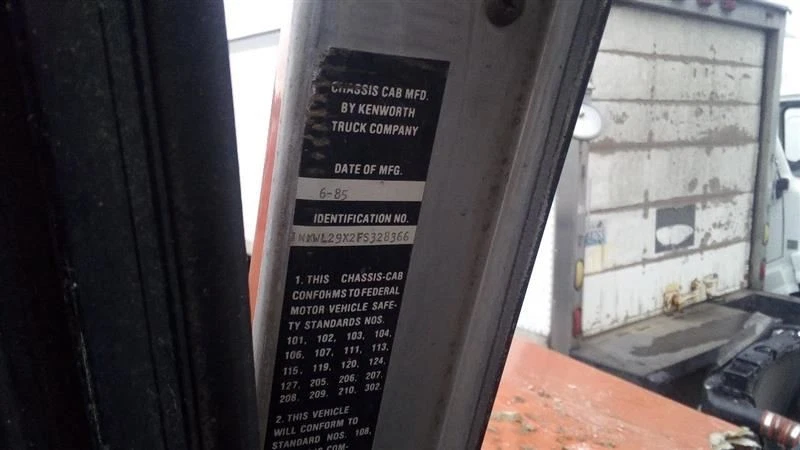 CHASSIS CAB MFD.
BY KENWORTH
TRUCK COMPANY
DATE OF MFG.
6-85
IDENTIFICATION NO.
1NKWL29X2FS328366
1. THIS CHASSIS-CAB
CONFORMS TO FEDERAL
MOTOR VEHICLE SAFE-
TY STANDARDS NOS.
101, 102, 103, 104,
106, 107, 111, 113,
115, 119, 120, 124,
127, 205, 206, 207,
208, 209, 210, 302.
2. THIS VEHICLE
WILL CONFORM TO
STANDARD NOS. 108,
COM-